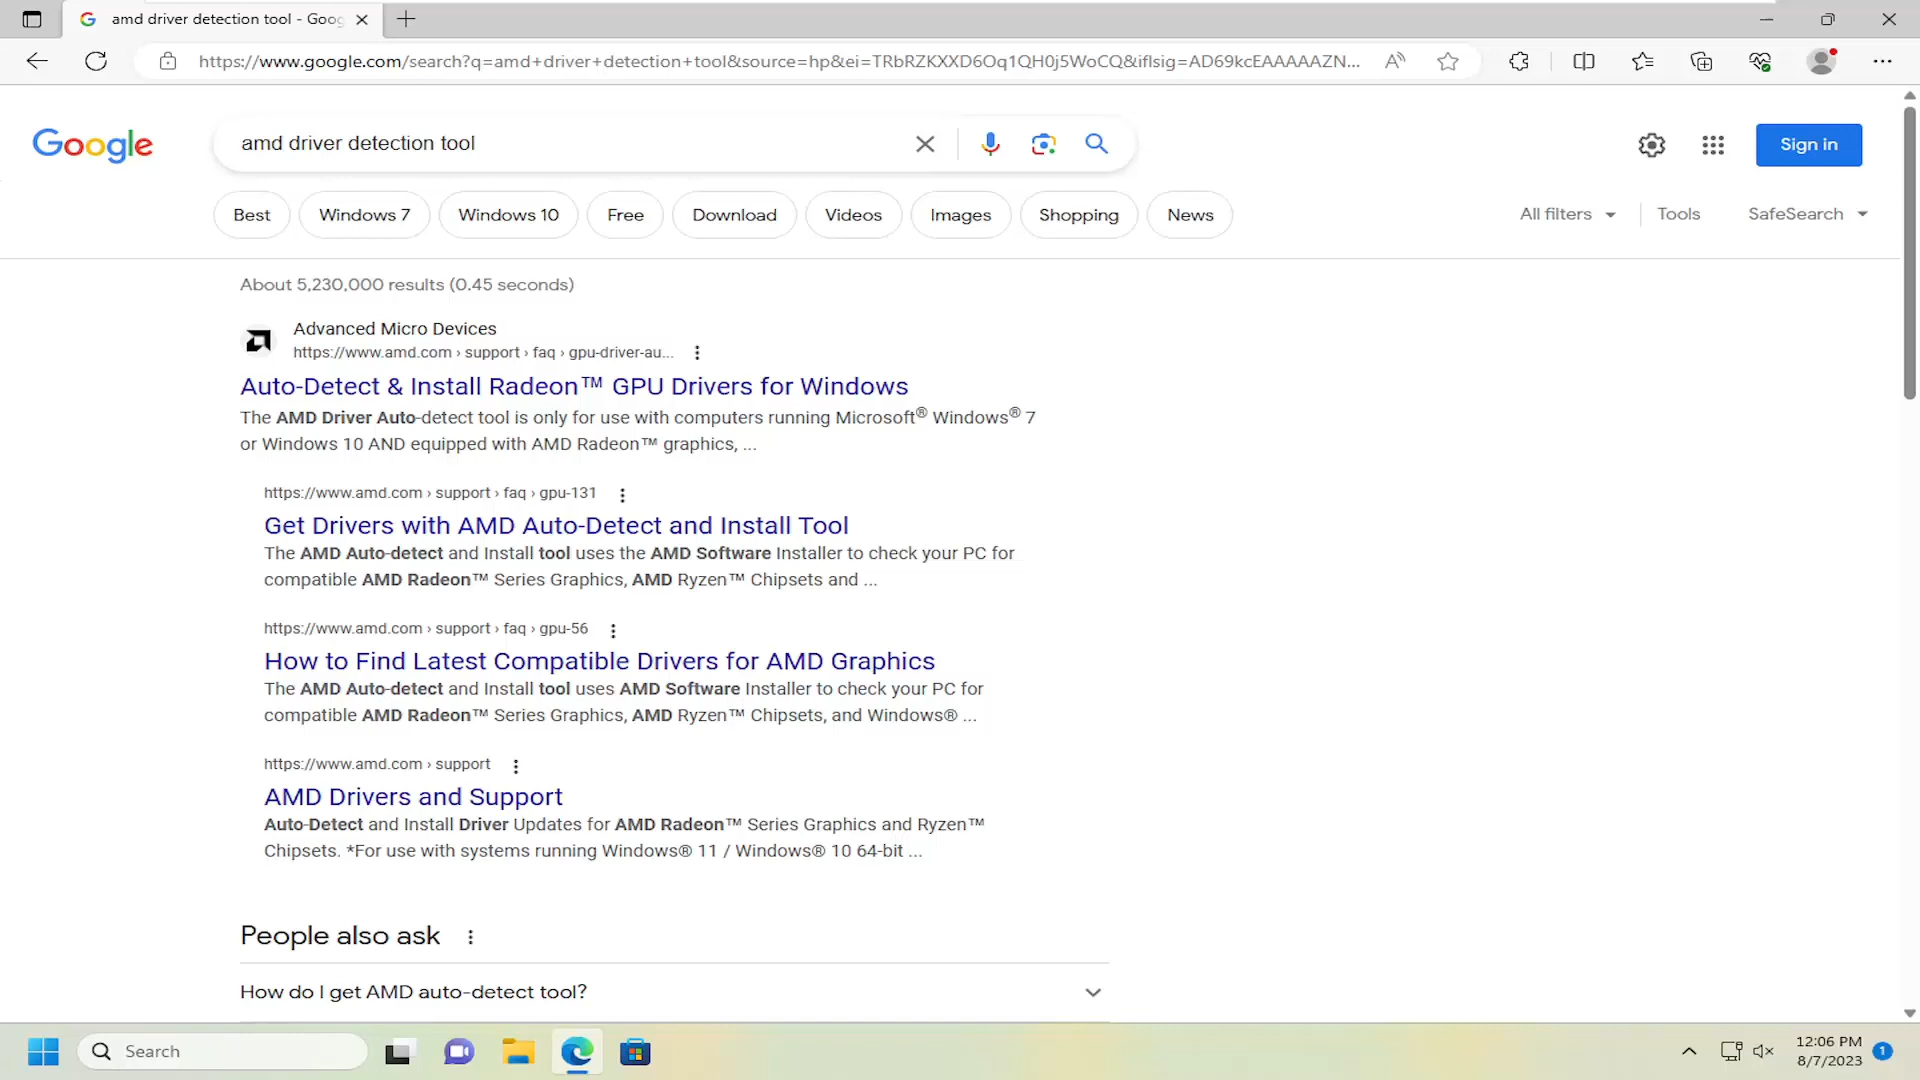 amd driver detection tool - Goog
https://www.google.com/search?q=amd+driver+detection+tool&source=hp&ei=TRbRZKXXD6Oq1QH0j5WoCQ&iflsig=AD69kcEAAAAAZN...
Google
amd driver detection tool
Sign in
Best
Windows 7
Windows 10
Free
Download
Videos
Images
Shopping
News
All filters
Tools
SafeSearch
About 5,230,000 results (0.45 seconds)
Advanced Micro Devices
https://www.amd.com › support › faq › gpu-driver-au...
Auto-Detect & Install Radeon™ GPU Drivers for Windows
The AMD Driver Auto-detect tool is only for use with computers running Microsoft® Windows® 7
or Windows 10 AND equipped with AMD Radeon™ graphics, ...
https://www.amd.com › support › faq › gpu-131
Get Drivers with AMD Auto-Detect and Install Tool
The AMD Auto-detect and Install tool uses the AMD Software Installer to check your PC for
compatible AMD Radeon™ Series Graphics, AMD Ryzen™ Chipsets and ...
https://www.amd.com › support › faq › gpu-56
How to Find Latest Compatible Drivers for AMD Graphics
The AMD Auto-detect and Install tool uses AMD Software Installer to check your PC for
compatible AMD Radeon™ Series Graphics, AMD Ryzen™ Chipsets, and Windows® ...
https://www.amd.com › support
AMD Drivers and Support
Auto-Detect and Install Driver Updates for AMD Radeon™ Series Graphics and Ryzen™
Chipsets. *For use with systems running Windows® 11 / Windows® 10 64-bit ...
People also ask
How do I get AMD auto-detect tool?
Search
12:06 PM
8/7/2023
1